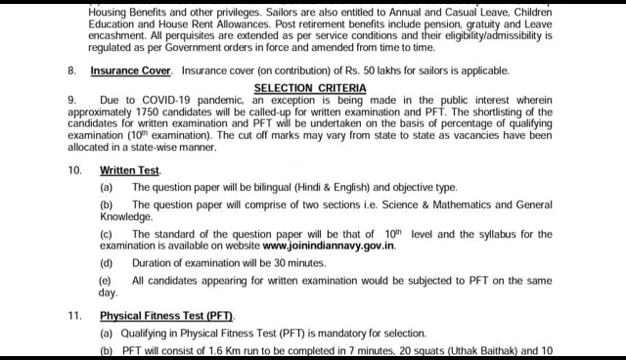 Housing Benefits and other privileges. Sailors are also entitled to Annual and Casual Leave, Children
Education and House Rent Allowances. Post retirement benefits include pension, gratuity and Leave
encashment. All perquisites are extended as per service conditions and their eligibility/admissibility is
regulated as per Government orders in force and amended from time to time.
8. Insurance Cover. Insurance cover (on contribution) of Rs. 50 lakhs for sailors is applicable.
SELECTION CRITERIA
9. Due to COVID-19 pandemic, an exception is being made in the public interest wherein
approximately 1750 candidates will be called-up for written examination and PFT. The shortlisting of the
candidates for written examination and PFT will be undertaken on the basis of percentage of qualifying
examination (10th examination). The cut off marks may vary from state to state as vacancies have been
allocated in a state-wise manner.
10. Written Test.
(a) The question paper will be bilingual (Hindi & English) and objective type.
(b) The question paper will comprise of two sections i.e. Science & Mathematics and General
Knowledge.
(c) The standard of the question paper will be that of 10th level and the syllabus for the
examination is available on website www.joinindiannavy.gov.in.
(d) Duration of examination will be 30 minutes.
(e) All candidates appearing for written examination would be subjected to PFT on the same
day.
11. Physical Fitness Test (PFT).
(a) Qualifying in Physical Fitness Test (PFT) is mandatory for selection.
(b) PFT will consist of 1.6 Km run to be completed in 7 minutes, 20 squats (Uthak Baithak) and 10